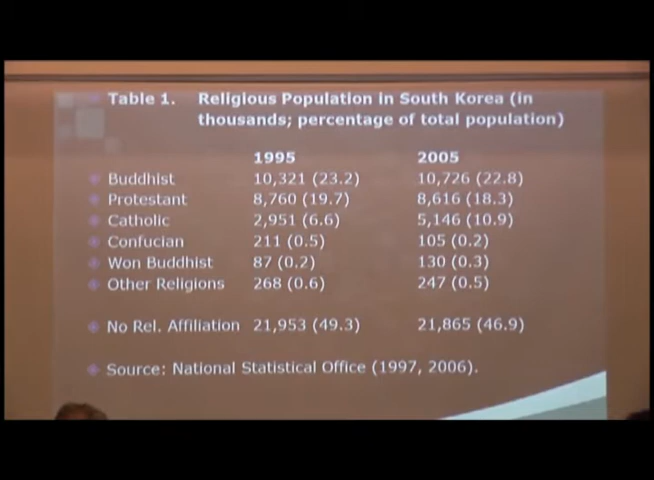 Table 1. Religious Population in South Korea (in
thousands; percentage of total population)
1995 2005
Buddhist 10,321 (23.2) 10,726 (22.8)
Protestant 8,760 (19.7) 8,616 (18.3)
Catholic 2,951 (6.6) 5,146 (10.9)
Confucian 211 (0.5) 105 (0.2)
Won Buddhist 87 (0.2) 130 (0.3)
Other Religions 268 (0.6) 247 (0.5)
No Rel. Affiliation 21,953 (49.3) 21,865 (46.9)
Source: National Statistical Office (1997, 2006).